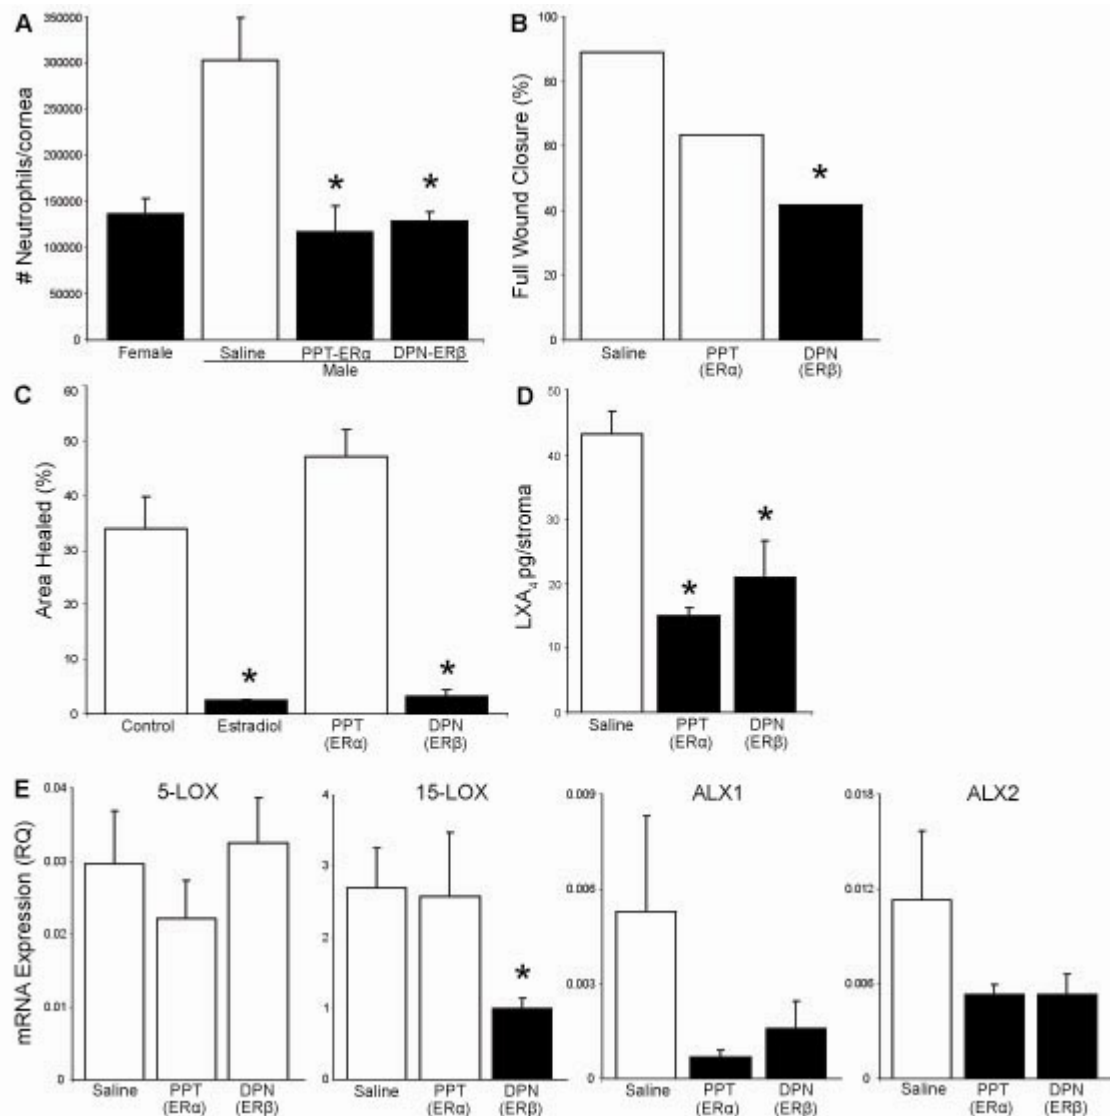 A
# Neutrophils/cornea
350000
300000
250000
200000
150000
100000
50000
0
*
*
Female
Saline
PPT-ERα
DPN-ERβ
Male
B
Full Wound Closure (%)
100
80
60
40
20
0
*
Saline
PPT
(ERα)
DPN
(ERβ)
C
Area Healed (%)
60
50
40
30
20
10
0
*
*
Control
Estradiol
PPT
(ERα)
DPN
(ERβ)
D
LXA₄ pg/stroma
50
40
30
20
10
0
*
*
Saline
PPT
(ERα)
DPN
(ERβ)
E
mRNA Expression (RQ)
5-LOX
0.04
0.03
0.02
0.01
0
Saline
PPT
(ERα)
DPN
(ERβ)
15-LOX
4
3
2
1
0
*
Saline
PPT
(ERα)
DPN
(ERβ)
ALX1
0.009
0.006
0.003
0
Saline
PPT
(ERα)
DPN
(ERβ)
ALX2
0.018
0.012
0.006
0
Saline
PPT
(ERα)
DPN
(ERβ)